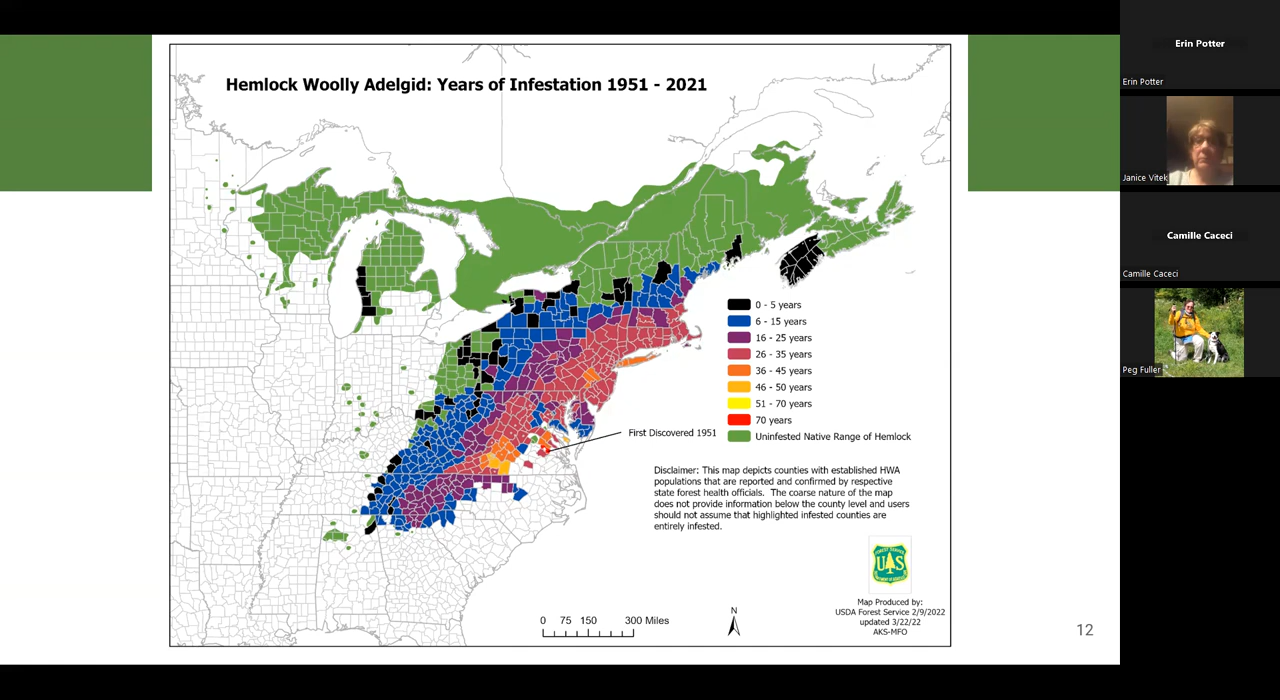 Hemlock Woolly Adelgid: Years of Infestation 1951 - 2021
0 - 5 years
6 - 15 years
16 - 25 years
26 - 35 years
36 - 45 years
46 - 50 years
51 - 70 years
70 years
Uninfested Native Range of Hemlock
First Discovered 1951
Disclaimer: This map depicts counties with established HWA
populations that are reported and confirmed by respective
state forest health officials. The coarse nature of the map
does not provide information below the county level and users
should not assume that highlighted infested counties are
entirely infested.
FOREST SERVICE
US
DEPARTMENT OF AGRICULTURE
Map Produced by:
USDA Forest Service 2/9/2022
updated 3/22/22
AKS-MFO
0 75 150 300 Miles
N
12
Erin Potter
Erin Potter
Janice Vitek
Camille Caceci
Camille Caceci
Peg Fuller